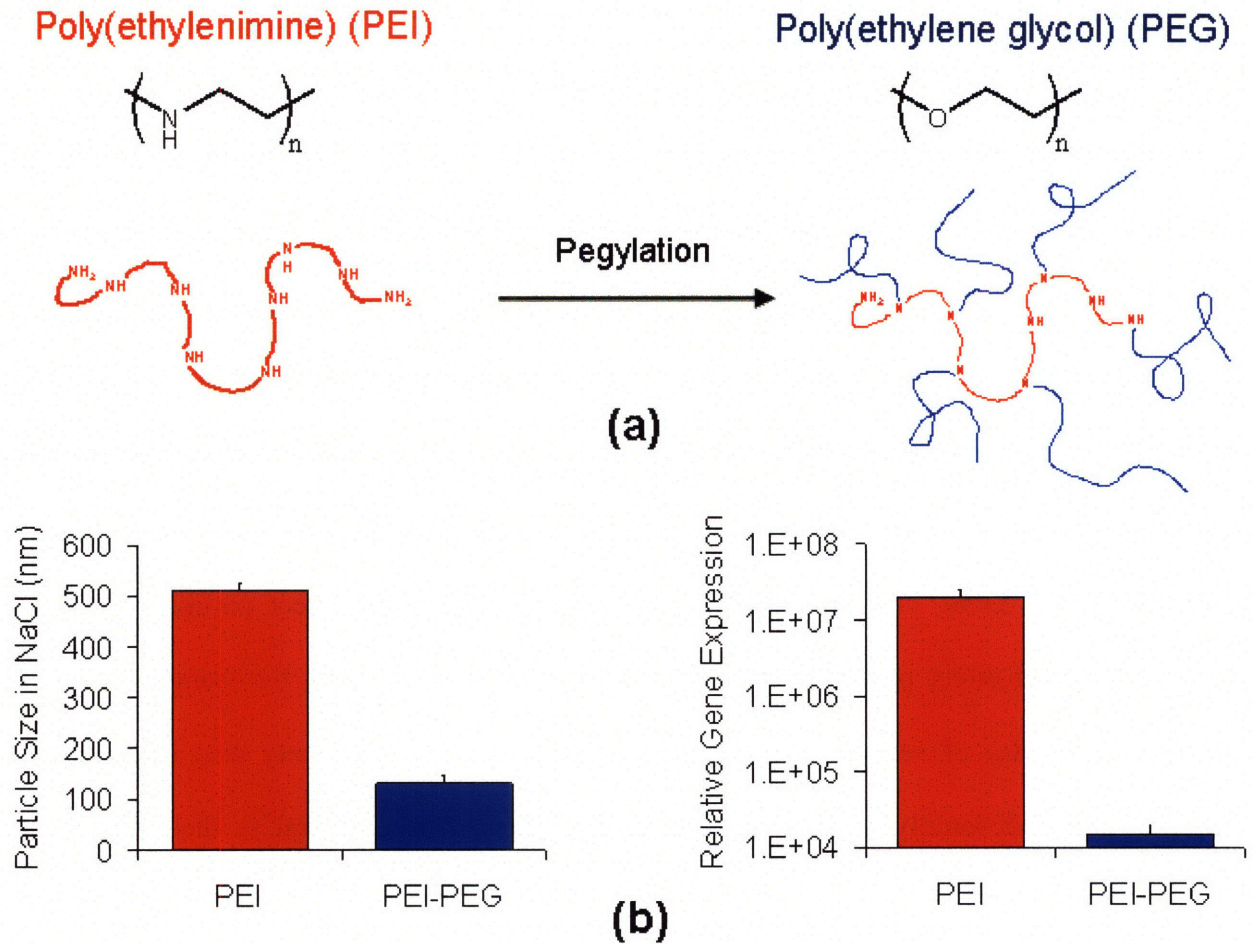 Poly(ethylenimine) (PEI)
Poly(ethylene glycol) (PEG)
N
H
n
O
n
NH₂
NH
NH
NH
NH
NH
N
H
NH
NH₂
Pegylation
NH₂
N
N
N
N
NH
N
NH
NH
(a)
Particle Size in NaCl (nm)
600
500
400
300
200
100
0
PEI
PEI-PEG
Relative Gene Expression
1.E+08
1.E+07
1.E+06
1.E+05
1.E+04
PEI
PEI-PEG
(b)